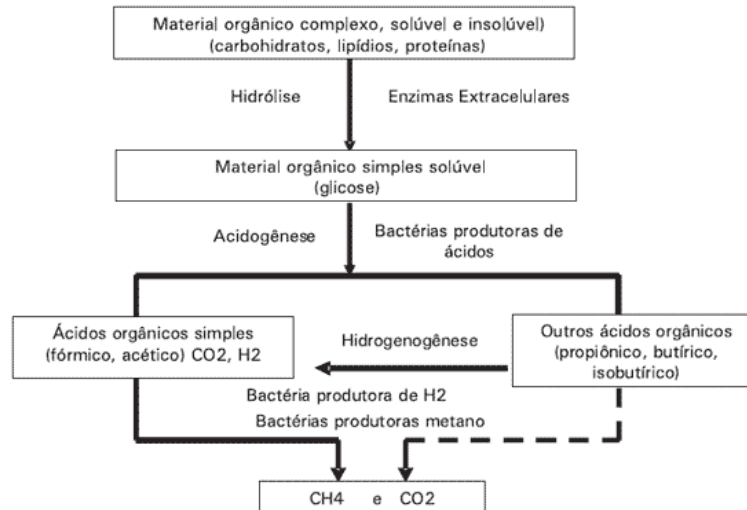 Material orgânico complexo, solúvel e insolúvel)
(carbohidratos, lipídios, proteínas)
Hidrólise
Enzimas Extracelulares
Material orgânico simples solúvel
(glicose)
Acidogênese
Bactérias produtoras de
ácidos
Ácidos orgânicos simples
(fórmico, acético) CO2, H2
Hidrogenogênese
Outros ácidos orgânicos
(propiônico, butírico,
isobutírico)
Bactéria produtora de H2
Bactérias produtoras metano
CH4 e CO2